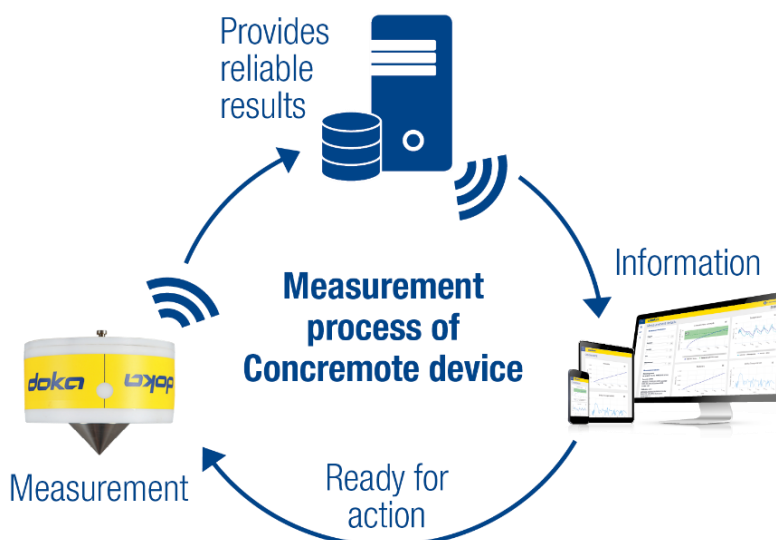 Provides
reliable
results
Information
Measurement
process of
Concremote device
doka
doka
Measurement
Ready for
action